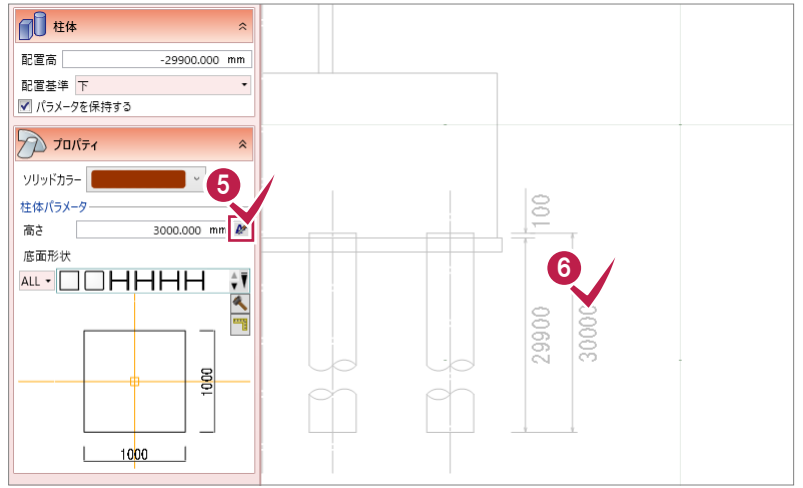 柱体
配置高 -29900.000 mm
配置基準 下
パラメータを保持する
プロパティ
ソリッドカラー
5
柱体パラメータ
高さ 3000.000 mm
底面形状
ALL
1000
1000
100
6
29900
30000